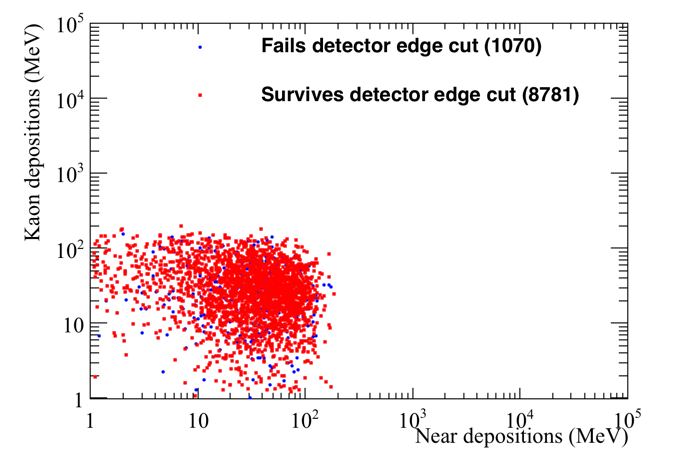 Kaon depositions (MeV)
10^5
10^4
10^3
10^2
10
1
Fails detector edge cut (1070)
Survives detector edge cut (8781)
1 10 10^2 10^3 10^4 10^5
Near depositions (MeV)